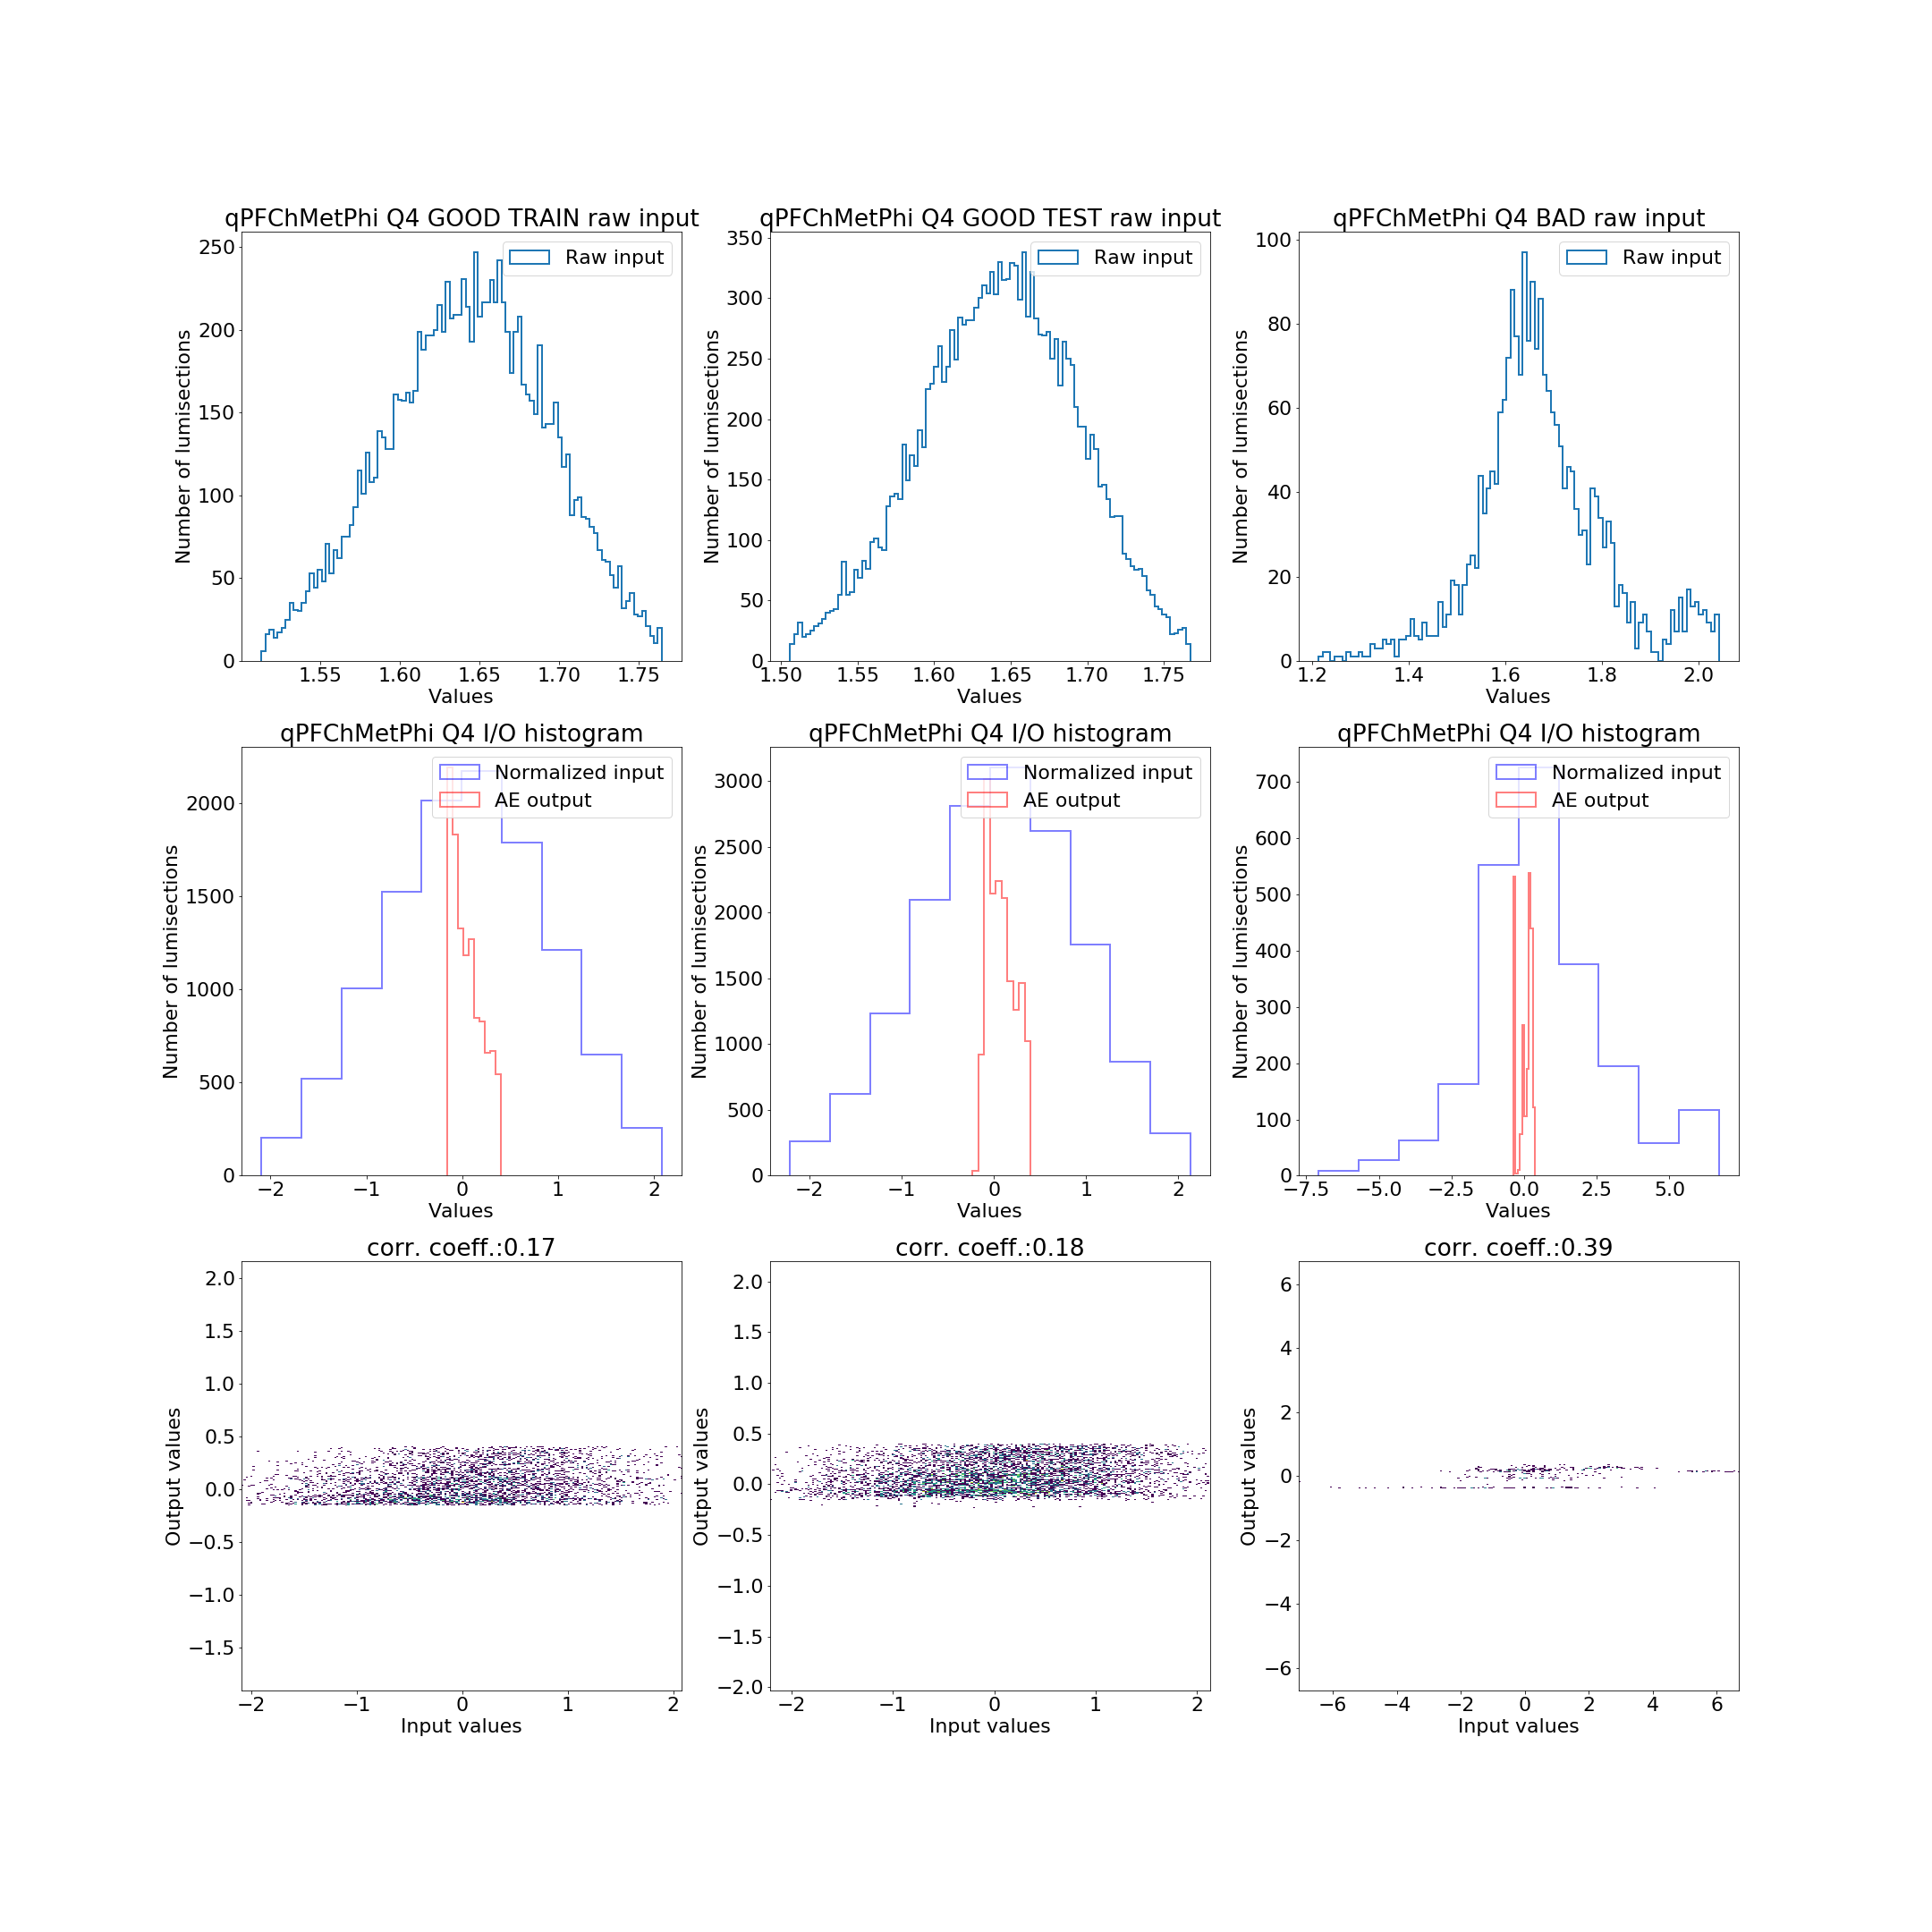 qPFChMetPhi Q4 GOOD TRAIN raw input
250
200
150
100
50
0
Number of lumisections
Raw input
1.55 1.60 1.65 1.70 1.75
Values
qPFChMetPhi Q4 GOOD TEST raw input
350
300
250
200
150
100
50
0
Number of lumisections
Raw input
1.50 1.55 1.60 1.65 1.70 1.75
Values
qPFChMetPhi Q4 BAD raw input
100
80
60
40
20
0
Number of lumisections
Raw input
1.2 1.4 1.6 1.8 2.0
Values
qPFChMetPhi Q4 I/O histogram
2000
1500
1000
500
0
Number of lumisections
Normalized input
AE output
−2 −1 0 1 2
Values
qPFChMetPhi Q4 I/O histogram
3000
2500
2000
1500
1000
500
0
Number of lumisections
Normalized input
AE output
−2 −1 0 1 2
Values
qPFChMetPhi Q4 I/O histogram
700
600
500
400
300
200
100
0
Number of lumisections
Normalized input
AE output
−7.5 −5.0 −2.5 0.0 2.5 5.0
Values
corr. coeff.:0.17
2.0
1.5
1.0
0.5
0.0
−0.5
−1.0
−1.5
Output values
−2 −1 0 1 2
Input values
corr. coeff.:0.18
2.0
1.5
1.0
0.5
0.0
−0.5
−1.0
−1.5
−2.0
Output values
−2 −1 0 1 2
Input values
corr. coeff.:0.39
6
4
2
0
−2
−4
−6
Output values
−6 −4 −2 0 2 4 6
Input values